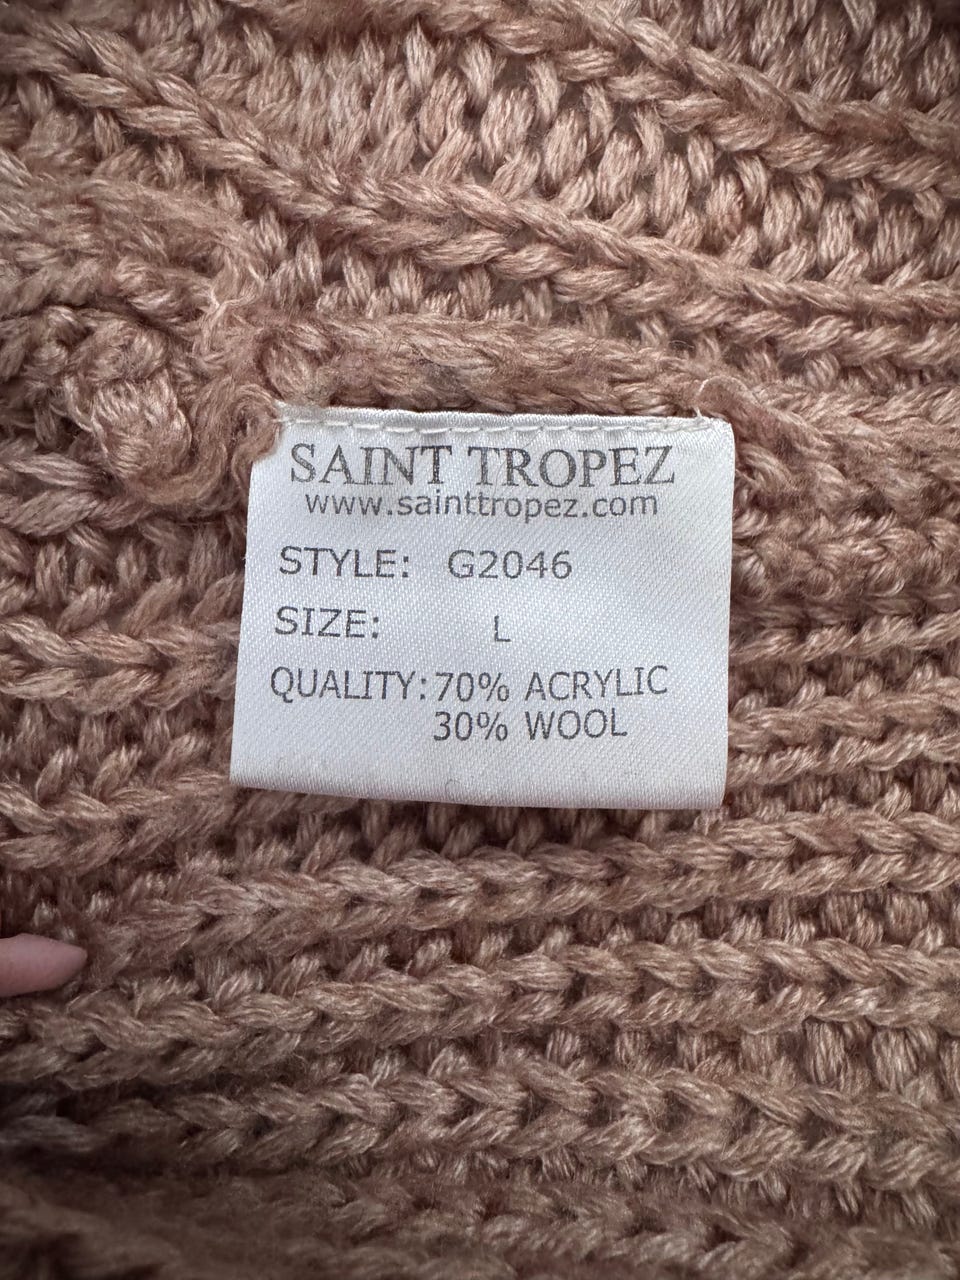 SAINT TROPEZ
www.sainttropez.com
STYLE: G2046
SIZE: L
QUALITY: 70% ACRYLIC
30% WOOL